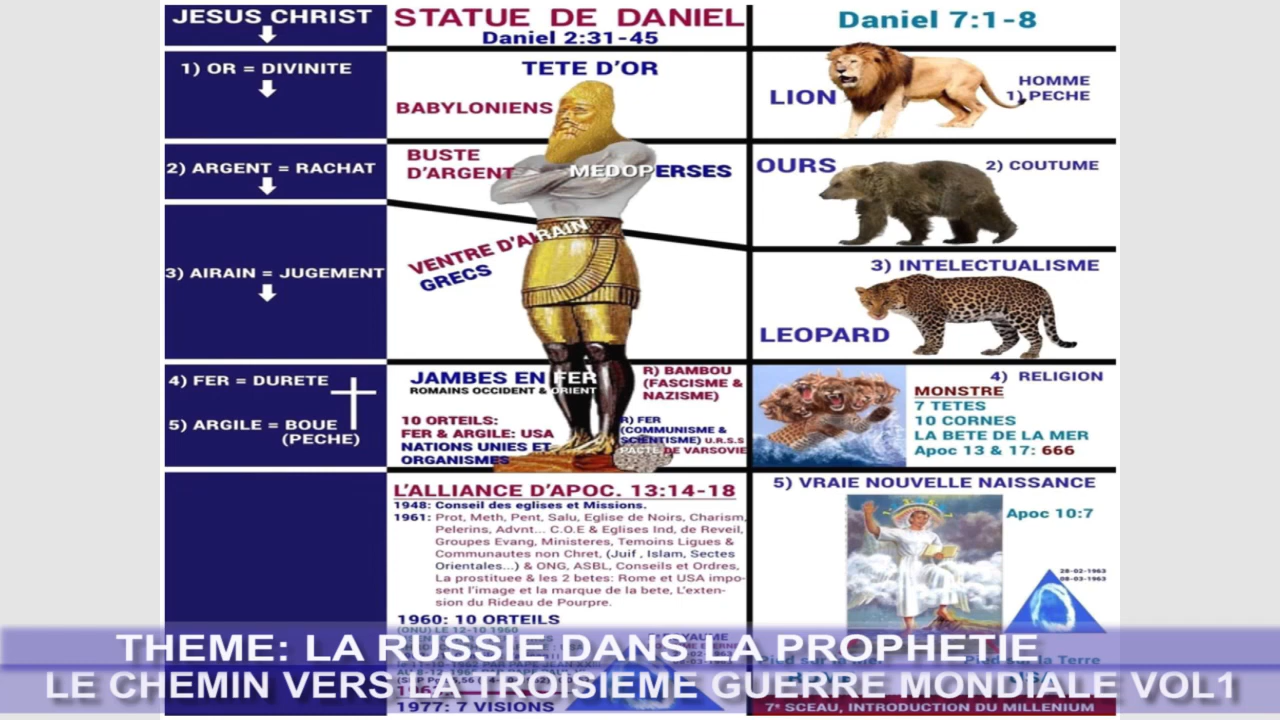 JESUS CHRIST
1) OR = DIVINITE
2) ARGENT = RACHAT
3) AIRAIN = JUGEMENT
4) FER = DURETE
5) ARGILE = BOUE
(PECHE)
STATUE DE DANIEL
Daniel 2:31-45
TETE D'OR
BABYLONIENS
BUSTE
D'ARGENT
MEDOPERSES
VENTRE D'AIRAIN
GRECS
JAMBES EN FER
ROMAINS OCCIDENT & ORIENT
R) BAMBOU
(FASCISME &
NAZISME)
10 ORTEILS:
FER & ARGILE: USA
NATIONS UNIES ET
ORGANISMES
R) FER
(COMMUNISME &
SCIENTISME) U.R.S.S
PACTE DE VARSOVIE
L'ALLIANCE D'APOC. 13:14-18
1948: Conseil des eglises et Missions.
1961: Prot, Meth, Pent, Salu, Eglise de Noirs, Charism,
Pelerins, Advnt... C.O.E & Eglises Ind, de Reveil,
Groupes Evang, Ministeres, Temoins Ligues &
Communautes non Chret, (Juif , Islam, Sectes
Orientales...) & ONG, ASBL, Conseils et Ordres,
La prostituee & les 2 betes: Rome et USA impo-
sent l'image et la marque de la bete, L'exten-
sion du Rideau de Pourpre.
1960: 10 ORTEILS
(ONU) LE 12-10 1960
1977: 7 VISIONS
Daniel 7:1-8
LION
HOMME
1) PECHE
OURS
2) COUTUME
3) INTELECTUALISME
LEOPARD
4) RELIGION
MONSTRE
7 TETES
10 CORNES
LA BETE DE LA MER
Apoc 13 & 17: 666
5) VRAIE NOUVELLE NAISSANCE
Apoc 10:7
28-02-1963
08-03-1963
Pied sur la mer
Pied sur la Terre
7ᵉ SCEAU, INTRODUCTION DU MILLENIUM
THEME: LA RUSSIE DANS LA PROPHETIE
LE CHEMIN VERS LA TROISIEME GUERRE MONDIALE VOL1